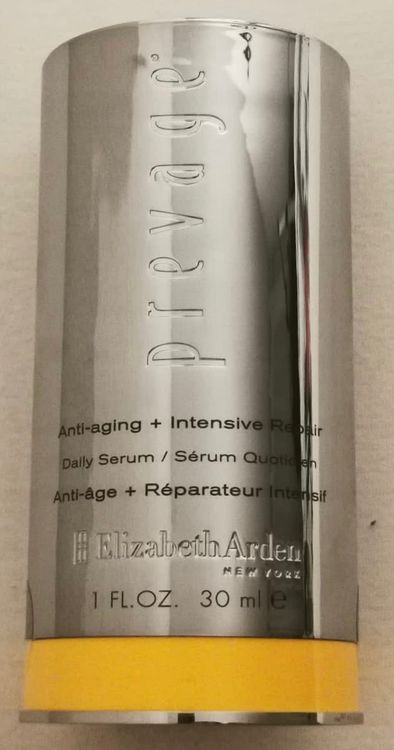 prevage®
Anti-aging + Intensive Repair
Daily Serum / Sérum Quotidien
Anti-âge + Réparateur Intensif
Elizabeth Arden
NEW YORK
1 FL.OZ. 30 ml e